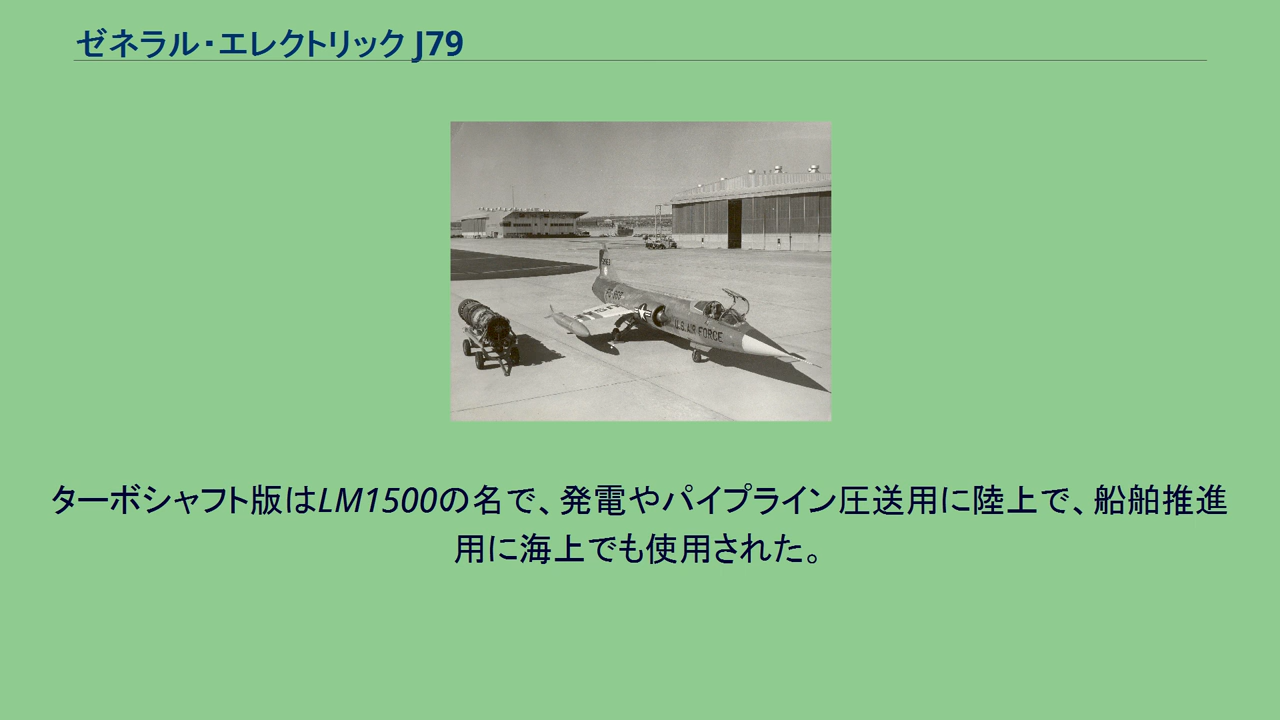 ゼネラル・エレクトリック J79
U.S. AIR FORCE
ターボシャフト版はLM1500の名で、発電やパイプライン圧送用に陸上で、船舶推進
用に海上でも使用された。